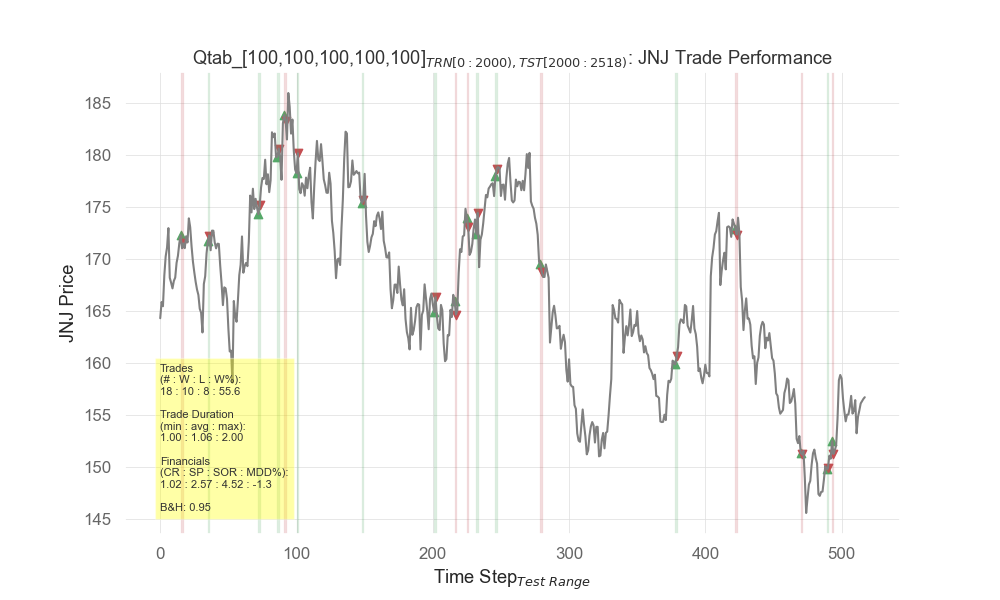 Qtab_[100,100,100,100,100]TRN[0 : 2000), TST[2000 : 2518) : JNJ Trade Performance
185
180
175
170
165
160
155
150
145
JNJ Price
Trades
(# : W : L : W%):
18 : 10 : 8 : 55.6
Trade Duration
(min : avg : max):
1.00 : 1.06 : 2.00
Financials
(CR : SP : SOR : MDD%):
1.02 : 2.57 : 4.52 : -1.3
B&H: 0.95
0 100 200 300 400 500
Time Step Test Range